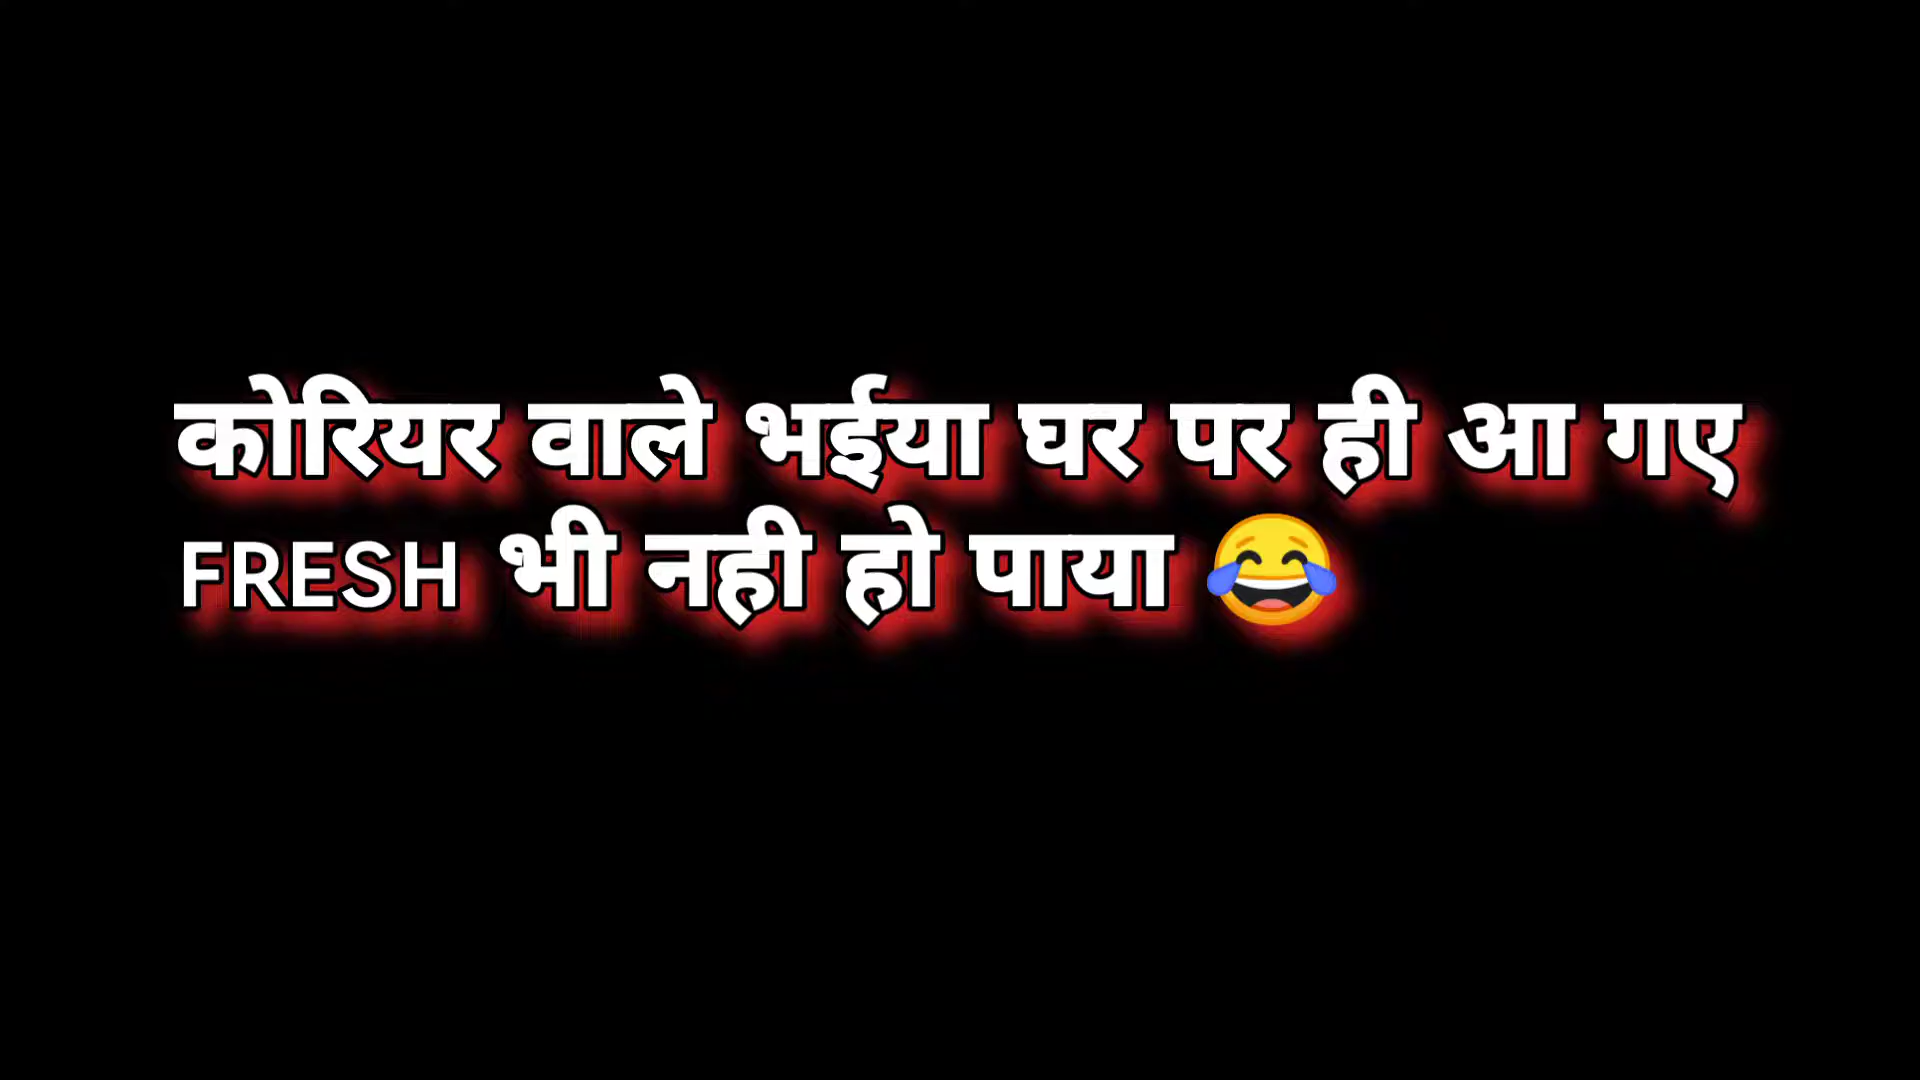 कोरियर वाले भईया घर पर ही आ गए
FRESH भी नही हो पाया 😂